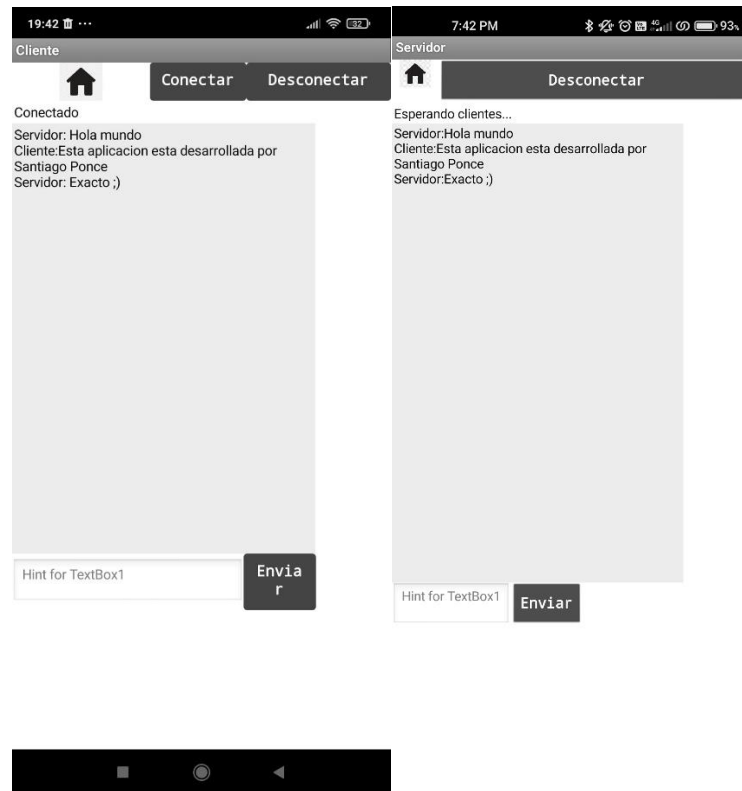 19:42
32
Cliente
Conectar
Desconectar
Conectado
Servidor: Hola mundo
Cliente:Esta aplicacion esta desarrollada por
Santiago Ponce
Servidor: Exacto ;)
Hint for TextBox1
Envia
r
7:42 PM
4G
93%
Servidor
Desconectar
Esperando clientes...
Servidor:Hola mundo
Cliente:Esta aplicacion esta desarrollada por
Santiago Ponce
Servidor:Exacto ;)
Hint for TextBox1
Enviar